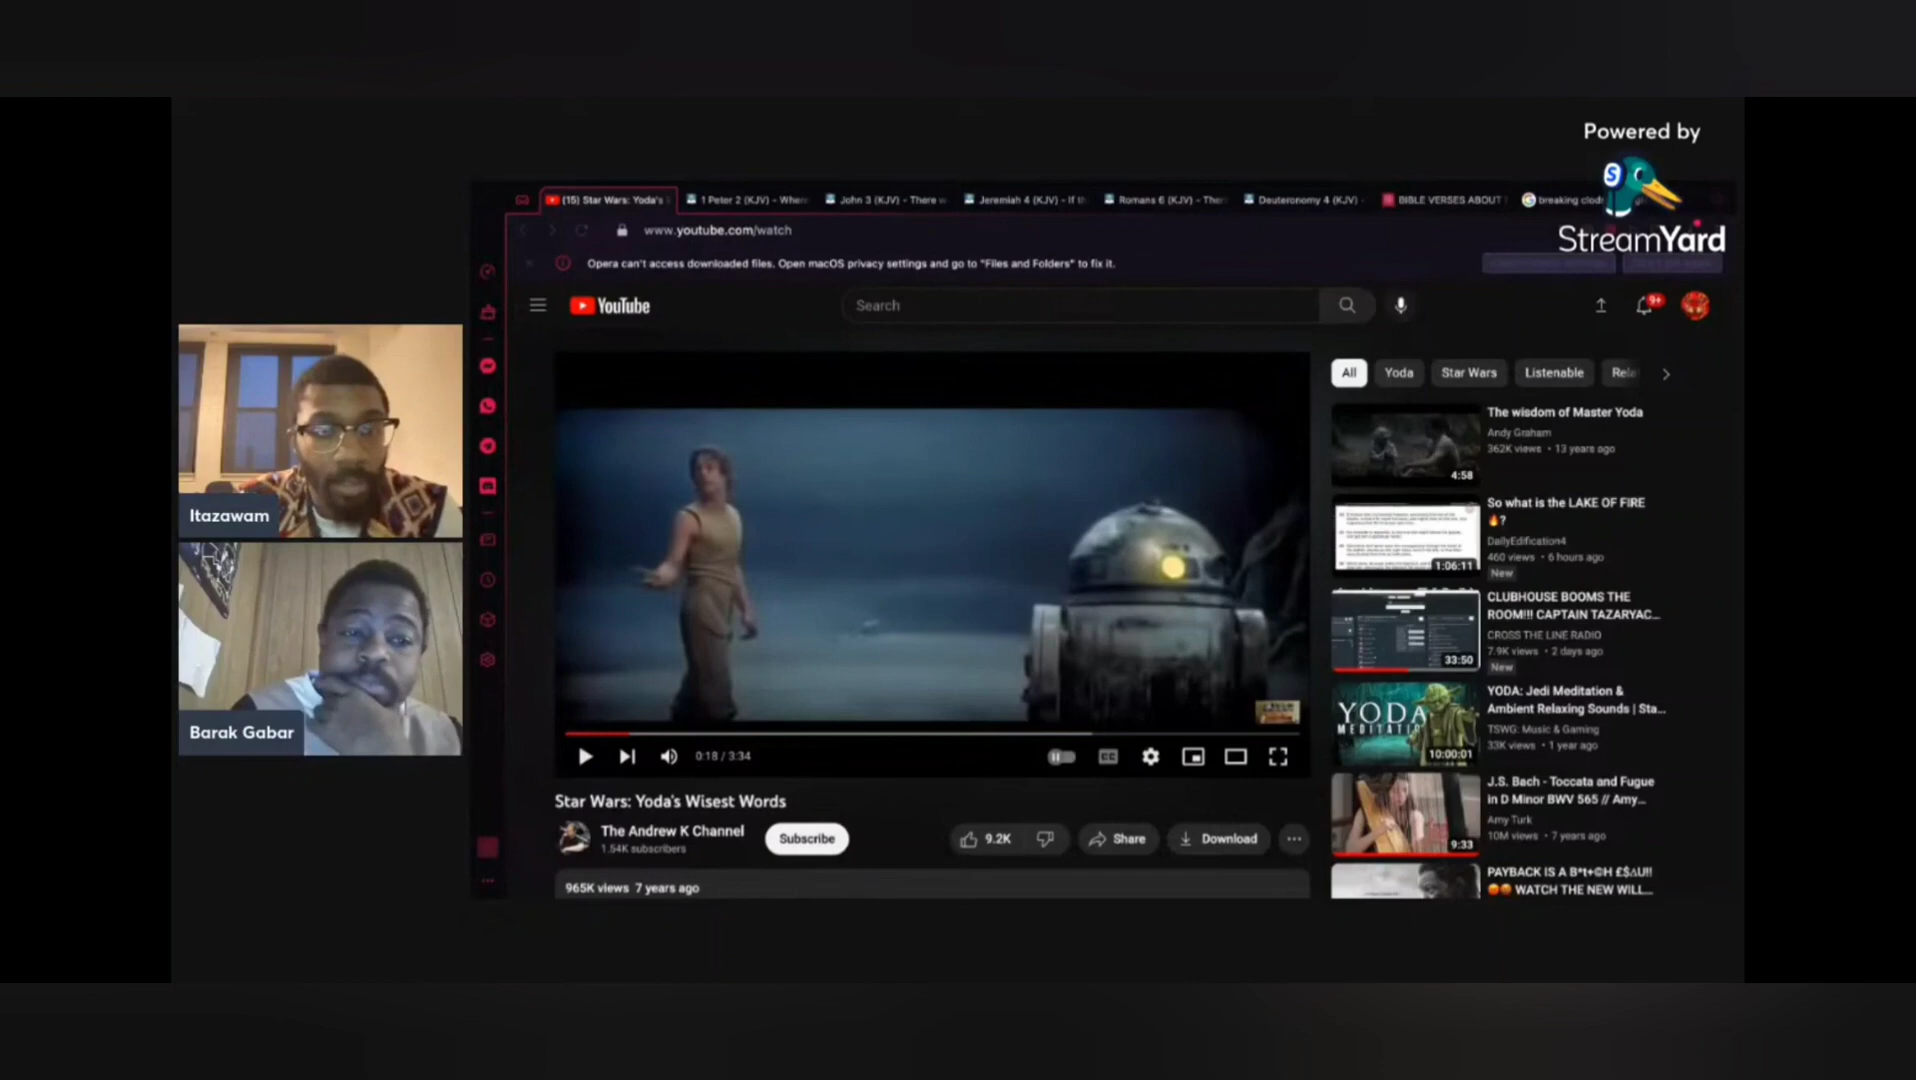 Powered by
StreamYard
(15) Star Wars: Yoda's
1 Peter 2 (KJV) - Where
John 3 (KJV) - There w
Jeremiah 4 (KJV) - If th
Romans 6 (KJV) - Ther
Deuteronomy 4 (KJV) -
BIBLE VERSES ABOUT
breaking clod
www.youtube.com/watch
Opera can't access downloaded files. Open macOS privacy settings and go to "Files and Folders" to fix it.
YouTube
Search
9+
All
Yoda
Star Wars
Listenable
Rela
The wisdom of Master Yoda
Andy Graham
362K views • 13 years ago
4:58
So what is the LAKE OF FIRE
🔥?
DailyEdification4
460 views • 6 hours ago
New
1:06:11
CLUBHOUSE BOOMS THE
ROOM!!! CAPTAIN TAZARYAC...
CROSS THE LINE RADIO
7.9K views • 2 days ago
New
33:50
YODA: Jedi Meditation &
Ambient Relaxing Sounds | Sta...
TSWG: Music & Gaming
33K views • 1 year ago
YODA
10:00:01
J.S. Bach - Toccata and Fugue
in D Minor BWV 565 // Amy...
Amy Turk
10M views • 7 years ago
9:33
PAYBACK IS A B*t+©H £$∆U!!
WATCH THE NEW WILL...
Itazawam
Barak Gabar
0:18 / 3:34
CC
Star Wars: Yoda's Wisest Words
The Andrew K Channel
1.54K subscribers
Subscribe
9.2K
Share
Download
965K views 7 years ago